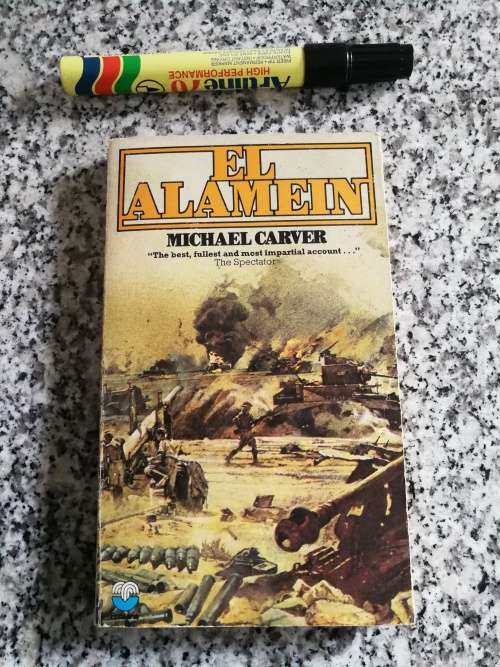 Artline 70
HIGH PERFORMANCE
EL
ALAMEIN
MICHAEL CARVER
“The best, fullest and most impartial account . . .”
The Spectator